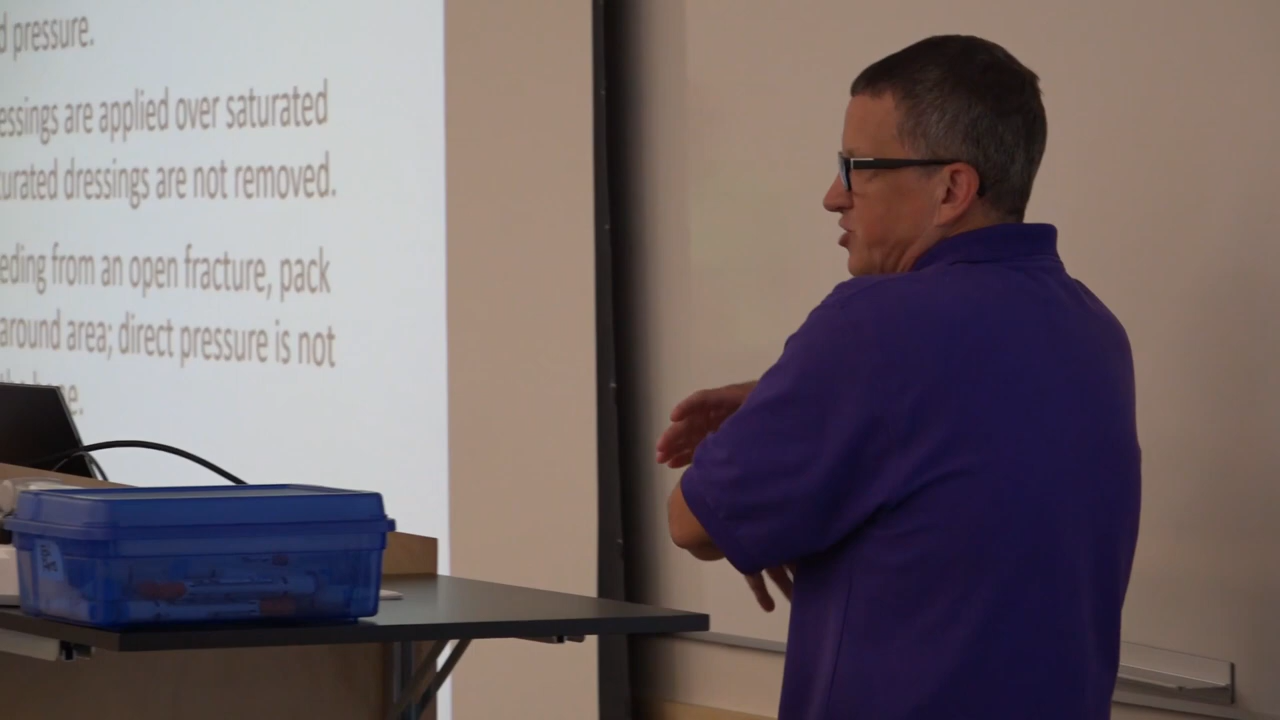 pressure.
essings are applied over saturated
urated dressings are not removed.
eding from an open fracture, pack
around area; direct pressure is not